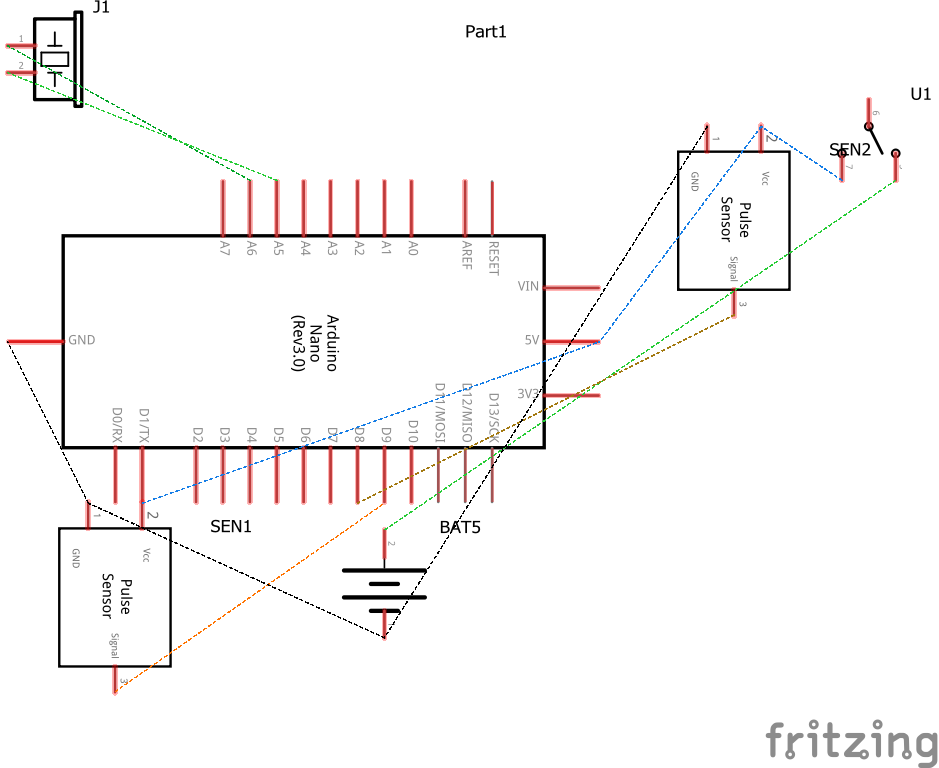 J1
Part1
1
2
U1
6
SEN2
7
1
2
GND
Vcc
Pulse
Sensor
Signal
3
A7
A6
A5
A4
A3
A2
A1
A0
AREF
RESET
VIN
GND
5V
3V3
Arduino
Nano
(Rev3.0)
D0/RX
D1/TX
D2
D3
D4
D5
D6
D7
D8
D9
D10
D11/MOSI
D12/MISO
D13/SCK
SEN1
BAT5
1
2
2
GND
Vcc
Pulse
Sensor
Signal
3
fritzing